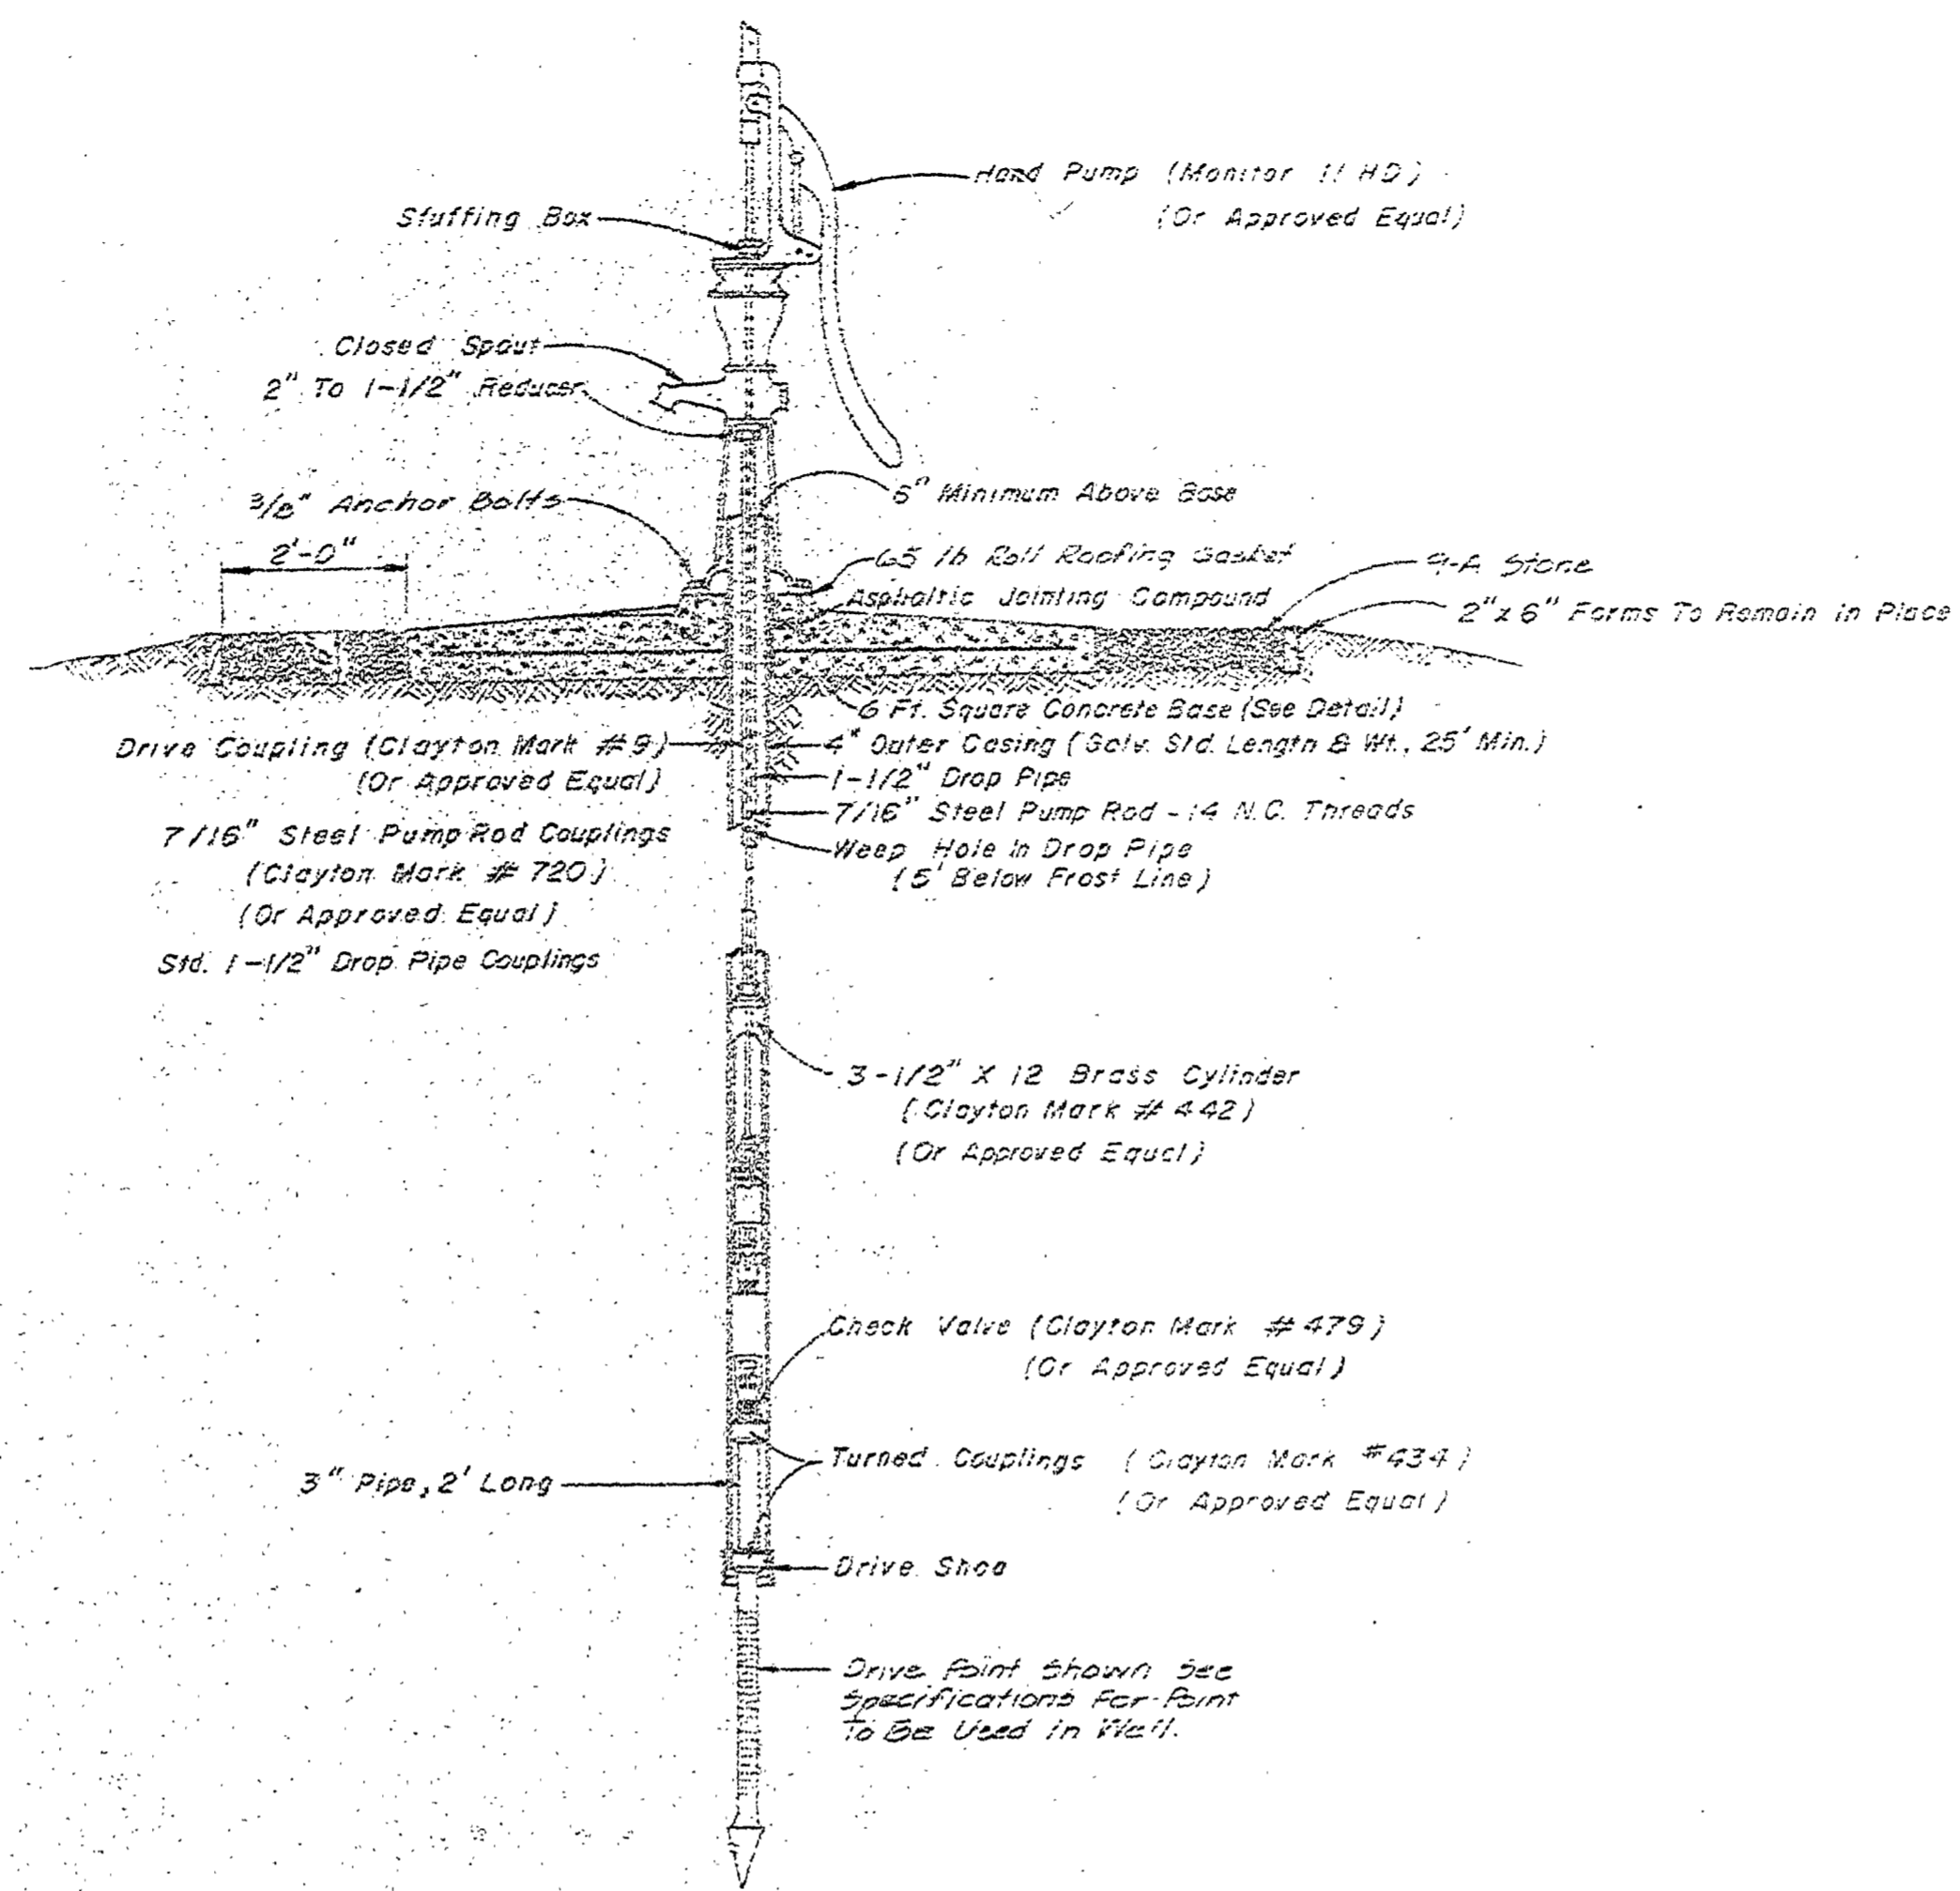 Hand Pump (Monitor 11 HD)
(Or Approved Equal)
Stuffing Box
Closed Spout
2" To 1-1/2" Reducer
6" Minimum Above Base
Anchor Bolts
2'-0"
65 lb Roll Roofing Gasket
Asphaltic Jointing Compound
9-A Stone
2" x 6" Forms To Remain In Place
6 Ft. Square Concrete Base (See Detail)
Drive Coupling (Clayton Mark #9)
(Or Approved Equal)
4" Outer Casing (Galv. Std. Length & Wt., 25' Min.)
1-1/2" Drop Pipe
7/16" Steel Pump Rod - 14 N.C. Threads
Weep Hole In Drop Pipe
(5' Below Frost Line)
7/16" Steel Pump Rod Couplings
(Clayton Mark # 720)
(Or Approved Equal)
Std. 1-1/2" Drop Pipe Couplings
3-1/2" X 12 Brass Cylinder
(Clayton Mark # 442)
(Or Approved Equal)
Check Valve (Clayton Mark # 479)
(Or Approved Equal)
Turned Couplings (Clayton Mark #434)
(Or Approved Equal)
3" Pipe, 2' Long
Drive Shoe
Drive Point Shown See
Specifications For Point
To Be Used In Well.